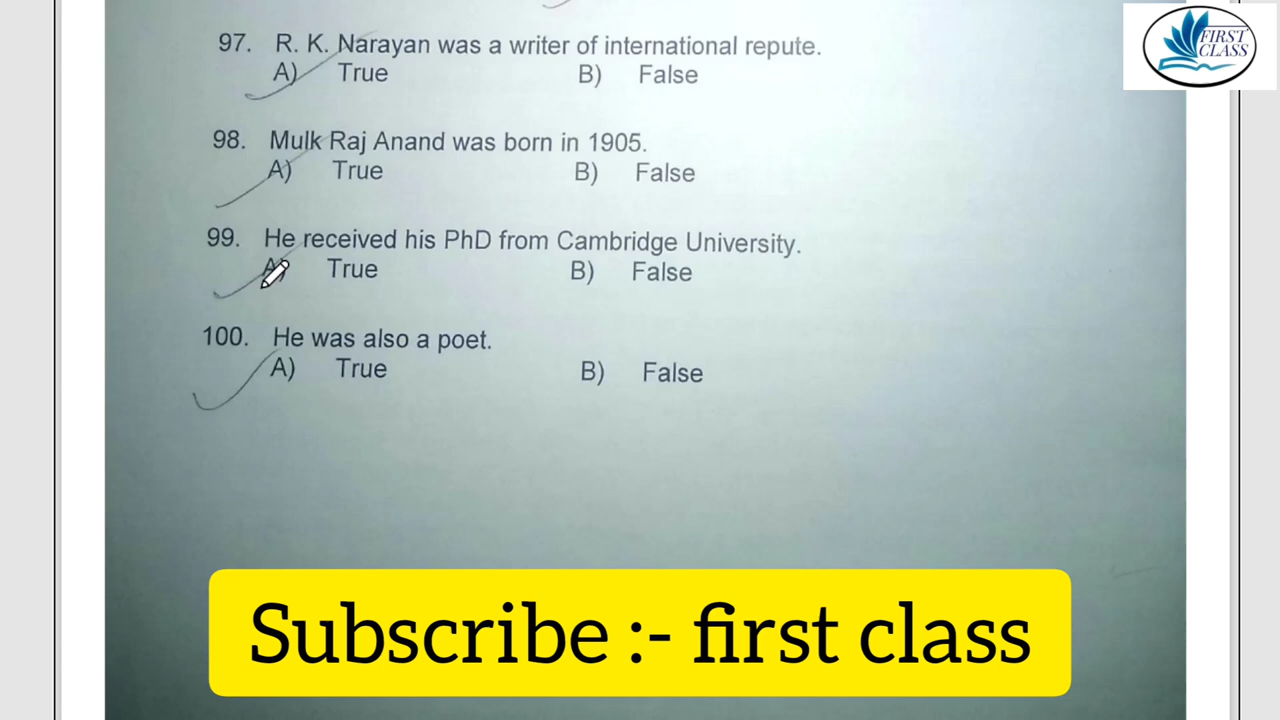 FIRST
CLASS
97. R. K. Narayan was a writer of international repute.
A) True B) False
98. Mulk Raj Anand was born in 1905.
A) True B) False
99. He received his PhD from Cambridge University.
A) True B) False
100. He was also a poet.
A) True B) False
Subscribe :- first class